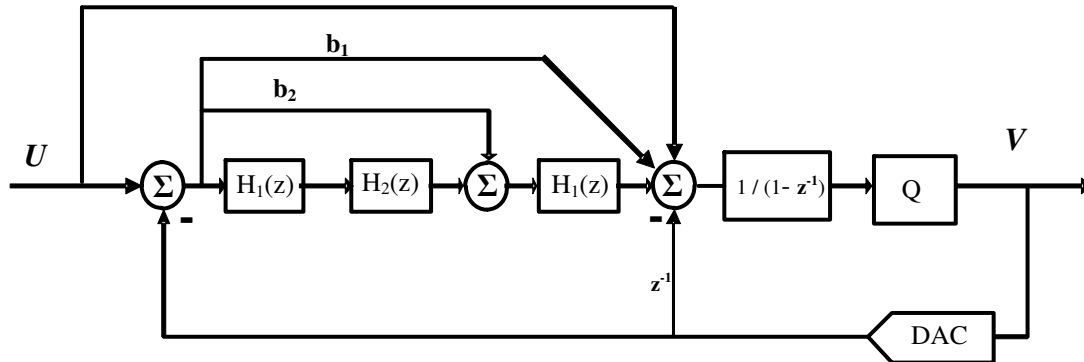 b₁
b₂
U
V
Σ
H₁(z)
H₂(z)
Σ
H₁(z)
Σ
1 / (1- z⁻¹)
Q
-
-
z⁻¹
DAC